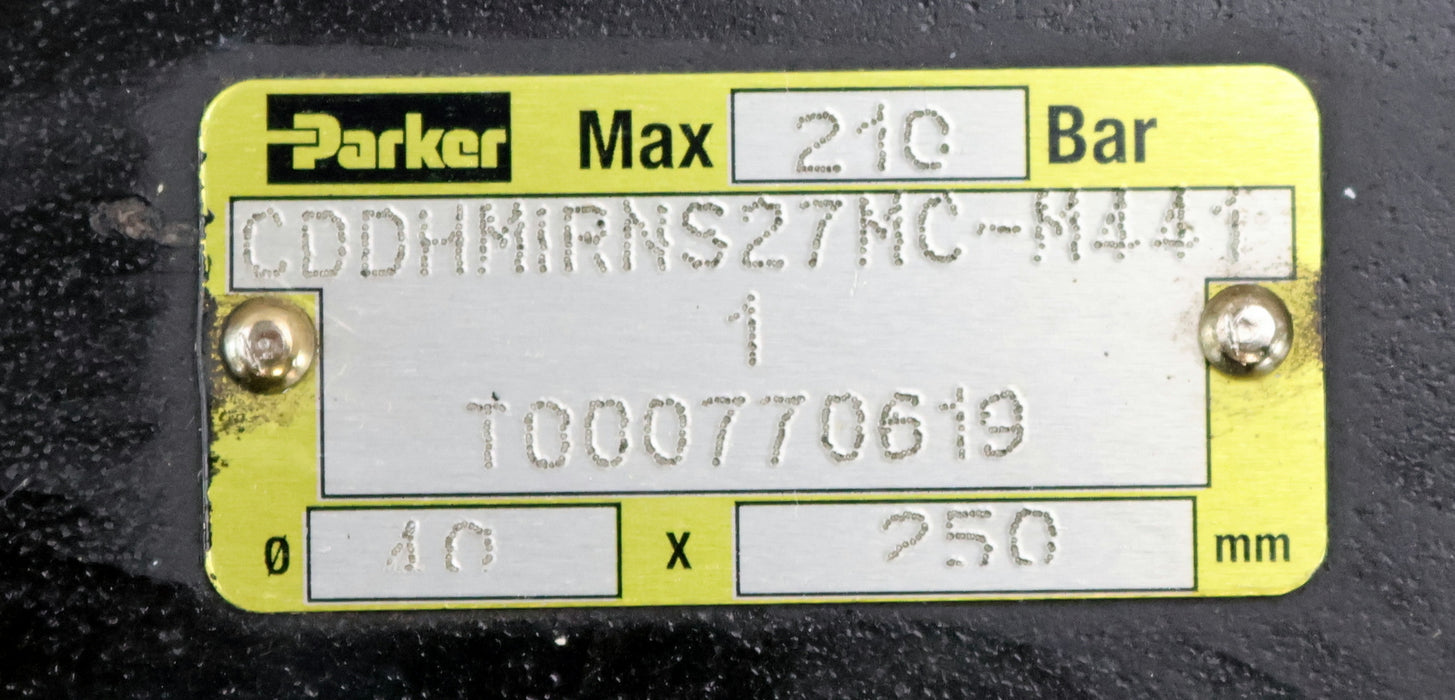 Parker Max 210 Bar
CDDHMIRNS27MC-M441
1
T000770619
Ø 40 X 250 mm